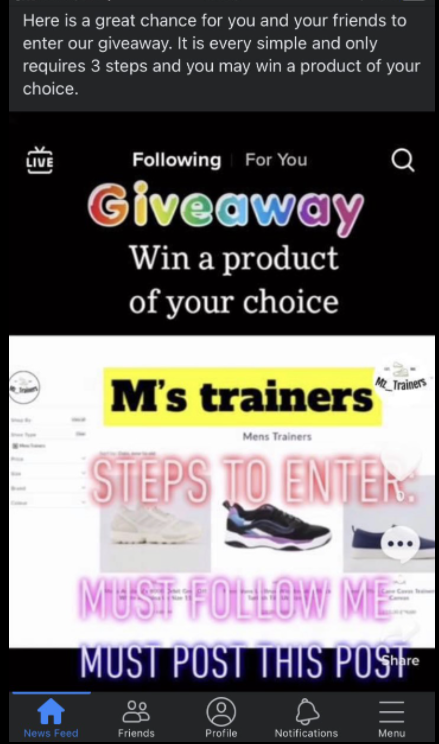 Here is a great chance for you and your friends to
enter our giveaway. It is every simple and only
requires 3 steps and you may win a product of your
choice.
LIVE
Following For You
Giveaway
Win a product
of your choice
M's trainers
Mens Trainers
STEPS TO ENTER:
MUST FOLLOW ME
MUST POST THIS POST
Share
News Feed
Friends
Profile
Notifications
Menu